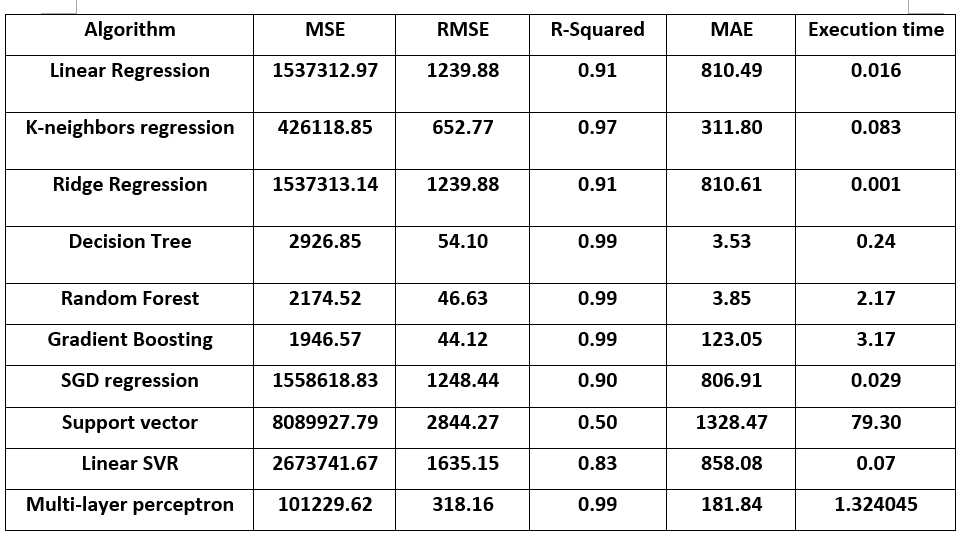 Algorithm MSE RMSE R-Squared MAE Execution time
Linear Regression 1537312.97 1239.88 0.91 810.49 0.016
K-neighbors regression 426118.85 652.77 0.97 311.80 0.083
Ridge Regression 1537313.14 1239.88 0.91 810.61 0.001
Decision Tree 2926.85 54.10 0.99 3.53 0.24
Random Forest 2174.52 46.63 0.99 3.85 2.17
Gradient Boosting 1946.57 44.12 0.99 123.05 3.17
SGD regression 1558618.83 1248.44 0.90 806.91 0.029
Support vector 8089927.79 2844.27 0.50 1328.47 79.30
Linear SVR 2673741.67 1635.15 0.83 858.08 0.07
Multi-layer perceptron 101229.62 318.16 0.99 181.84 1.324045